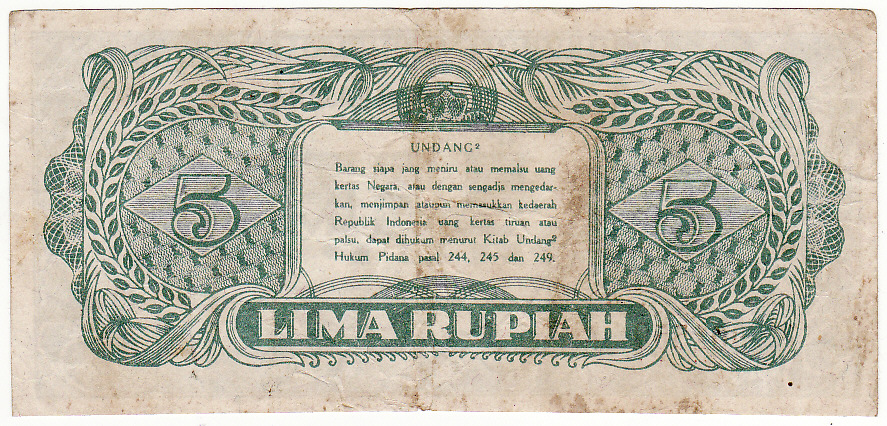 UNDANG²
Barang siapa jang meniru atau memalsu uang
kertas Negara, atau dengan sengadja mengedar-
kan, menjimpan ataupun memasukkan kedaerah
Republik Indonesia uang kertas tiruan atau
palsu, dapat dihukum menurut Kitab Undang²
Hukum Pidana pasal 244, 245 dan 249.
5 5
LIMA RUPIAH